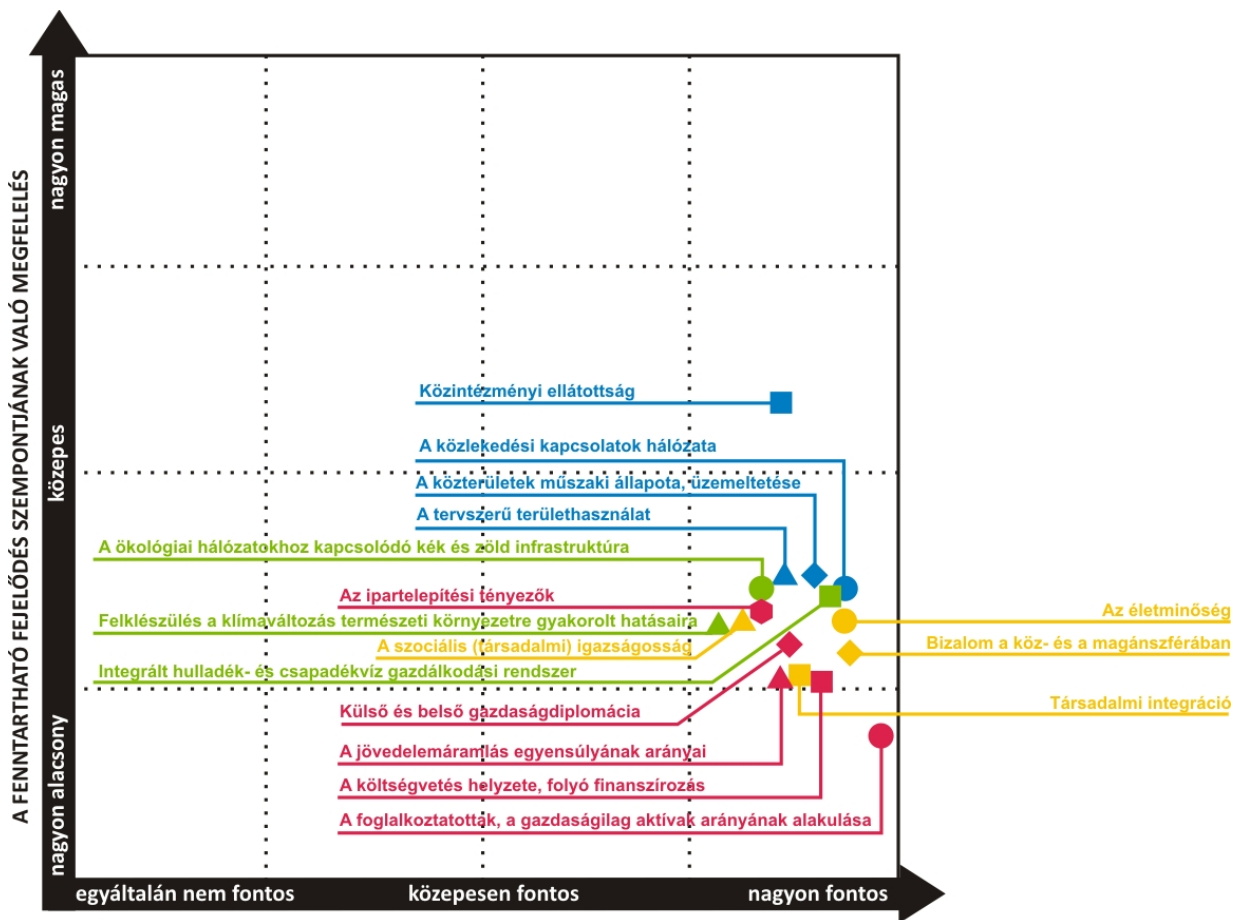 A FENNTARTHATÓ FEJELŐDÉS SZEMPONTJÁNAK VALÓ MEGFELELÉS
nagyon magas
közepes
nagyon alacsony
Közintézményi ellátottság
A közlekedési kapcsolatok hálózata
A közterületek műszaki állapota, üzemeltetése
A tervszerű területhasználat
A ökológiai hálózatokhoz kapcsolódó kék és zöld infrastruktúra
Az ipartelepítési tényezők
Az életminőség
Felklészülés a klímaváltozás természeti környezetre gyakorolt hatásaira
A szociális (társadalmi) igazságosság
Bizalom a köz- és a magánszférában
Integrált hulladék- és csapadékvíz gazdálkodási rendszer
Társadalmi integráció
Külső és belső gazdaságdiplomácia
A jövedelemáramlás egyensúlyának arányai
A költségvetés helyzete, folyó finanszírozás
A foglalkoztatották, a gazdaságilag aktívak arányának alakulása
egyáltalán nem fontos
közepesen fontos
nagyon fontos